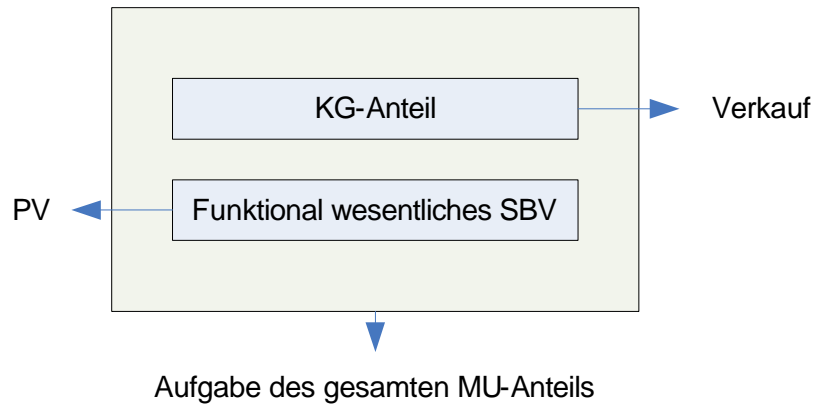 KG-Anteil
Verkauf
PV
Funktional wesentliches SBV
Aufgabe des gesamten MU-Anteils